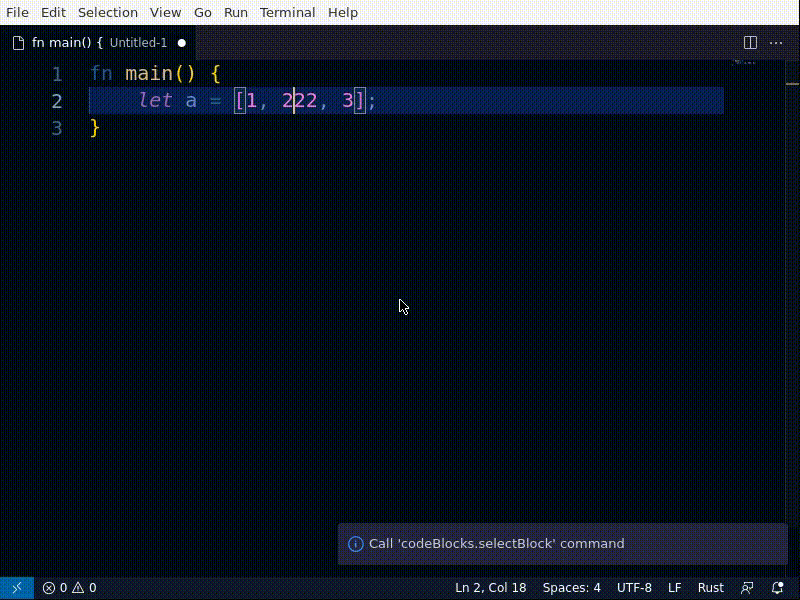 File Edit Selection View Go Run Terminal Help
fn main() { Untitled-1
1 fn main() {
2 let a = [1, 222, 3];
3 }
Call 'codeBlocks.selectBlock' command
0 0 Ln 2, Col 18 Spaces: 4 UTF-8 LF Rust